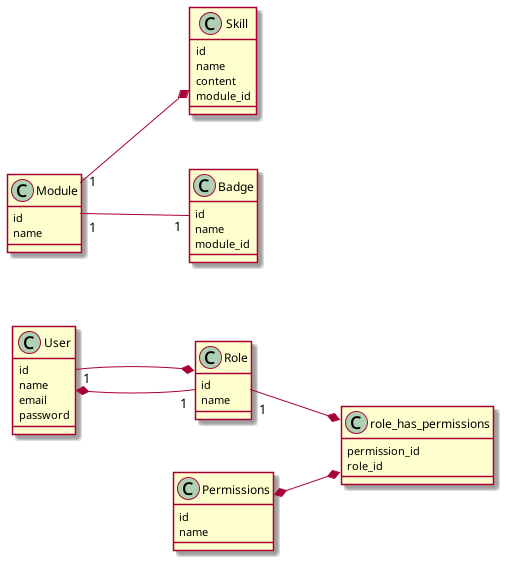 C Skill
id
name
content
module_id
C Module
id
name
1
1
1
C Badge
id
name
module_id
C User
id
name
email
password
1
1
C Role
id
name
1
C role_has_permissions
permission_id
role_id
C Permissions
id
name